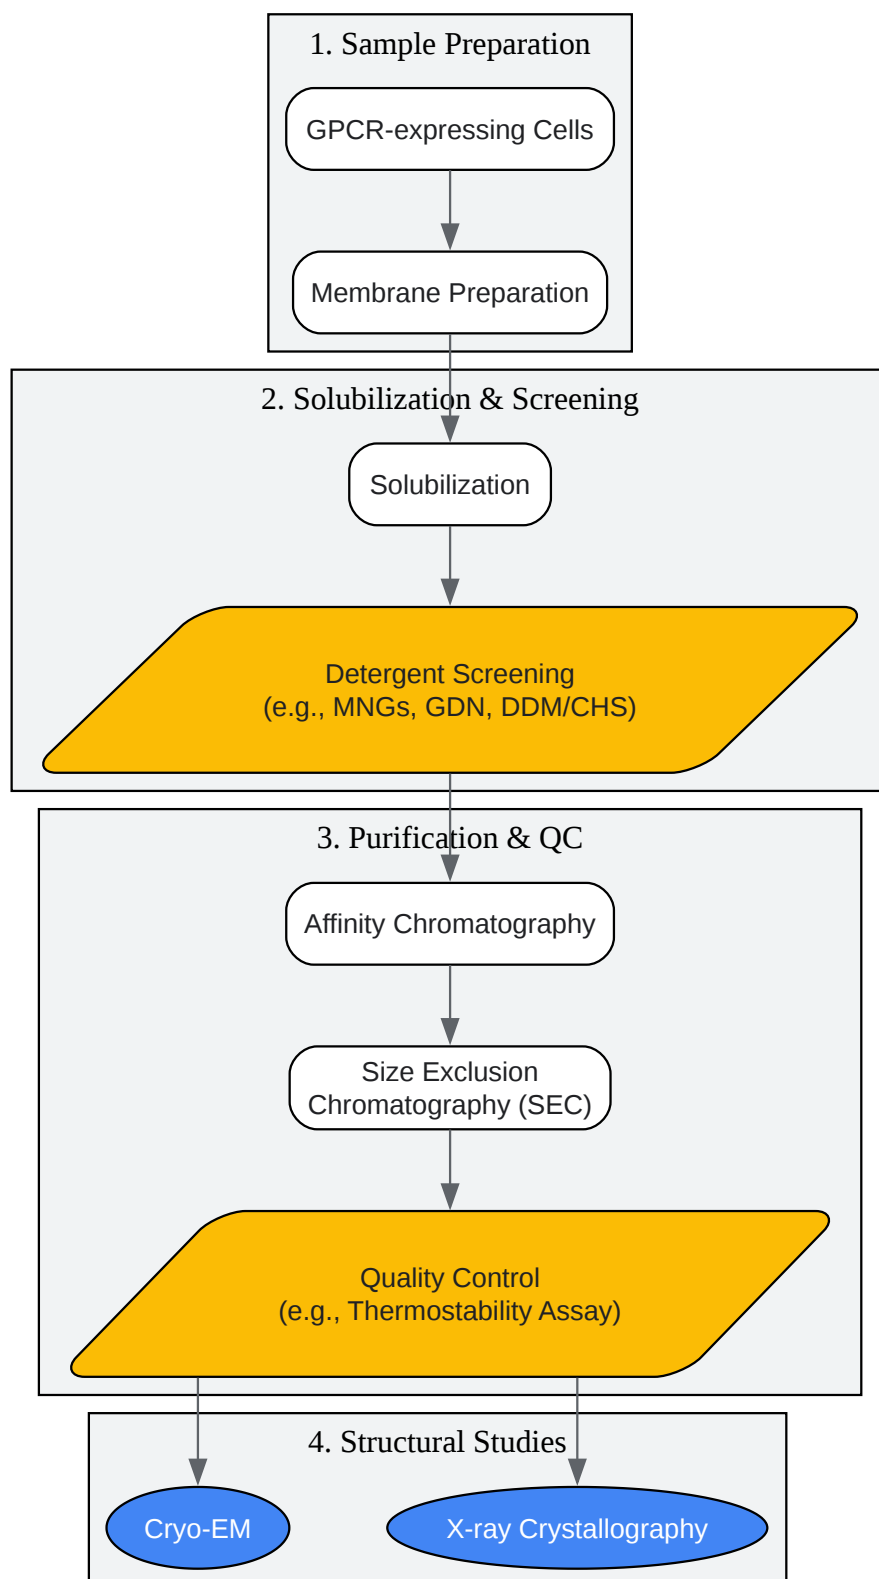 1. Sample Preparation
GPCR-expressing Cells
Membrane Preparation
2. Solubilization & Screening
Solubilization
Detergent Screening
(e.g., MNGs, GDN, DDM/CHS)
3. Purification & QC
Affinity Chromatography
Size Exclusion
Chromatography (SEC)
Quality Control
(e.g., Thermostability Assay)
4. Structural Studies
Cryo-EM
X-ray Crystallography